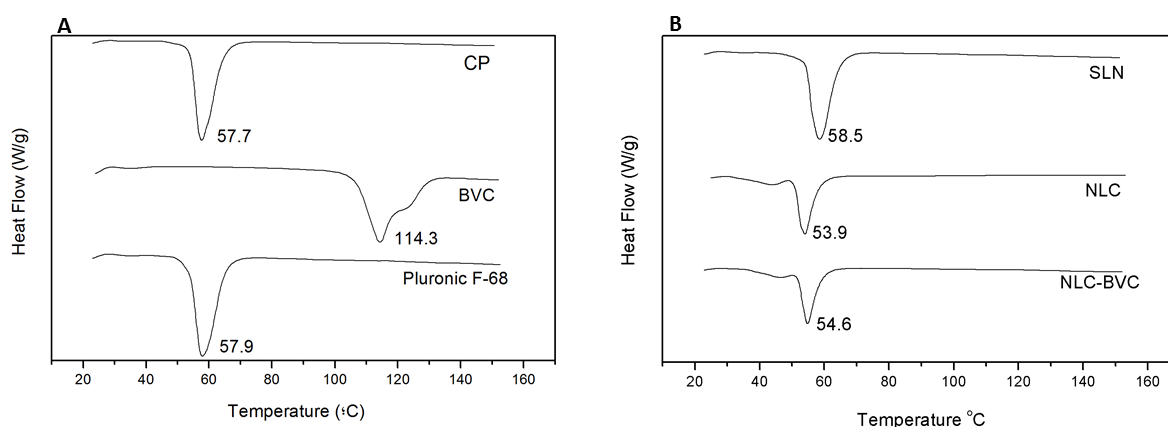 A
CP
57.7
BVC
114.3
Pluronic F-68
57.9
Heat Flow (W/g)
20 40 60 80 100 120 140 160
Temperature (؛C)
B
SLN
58.5
NLC
53.9
NLC-BVC
54.6
Heat Flow (W/g)
20 40 60 80 100 120 140 160
Temperature °C